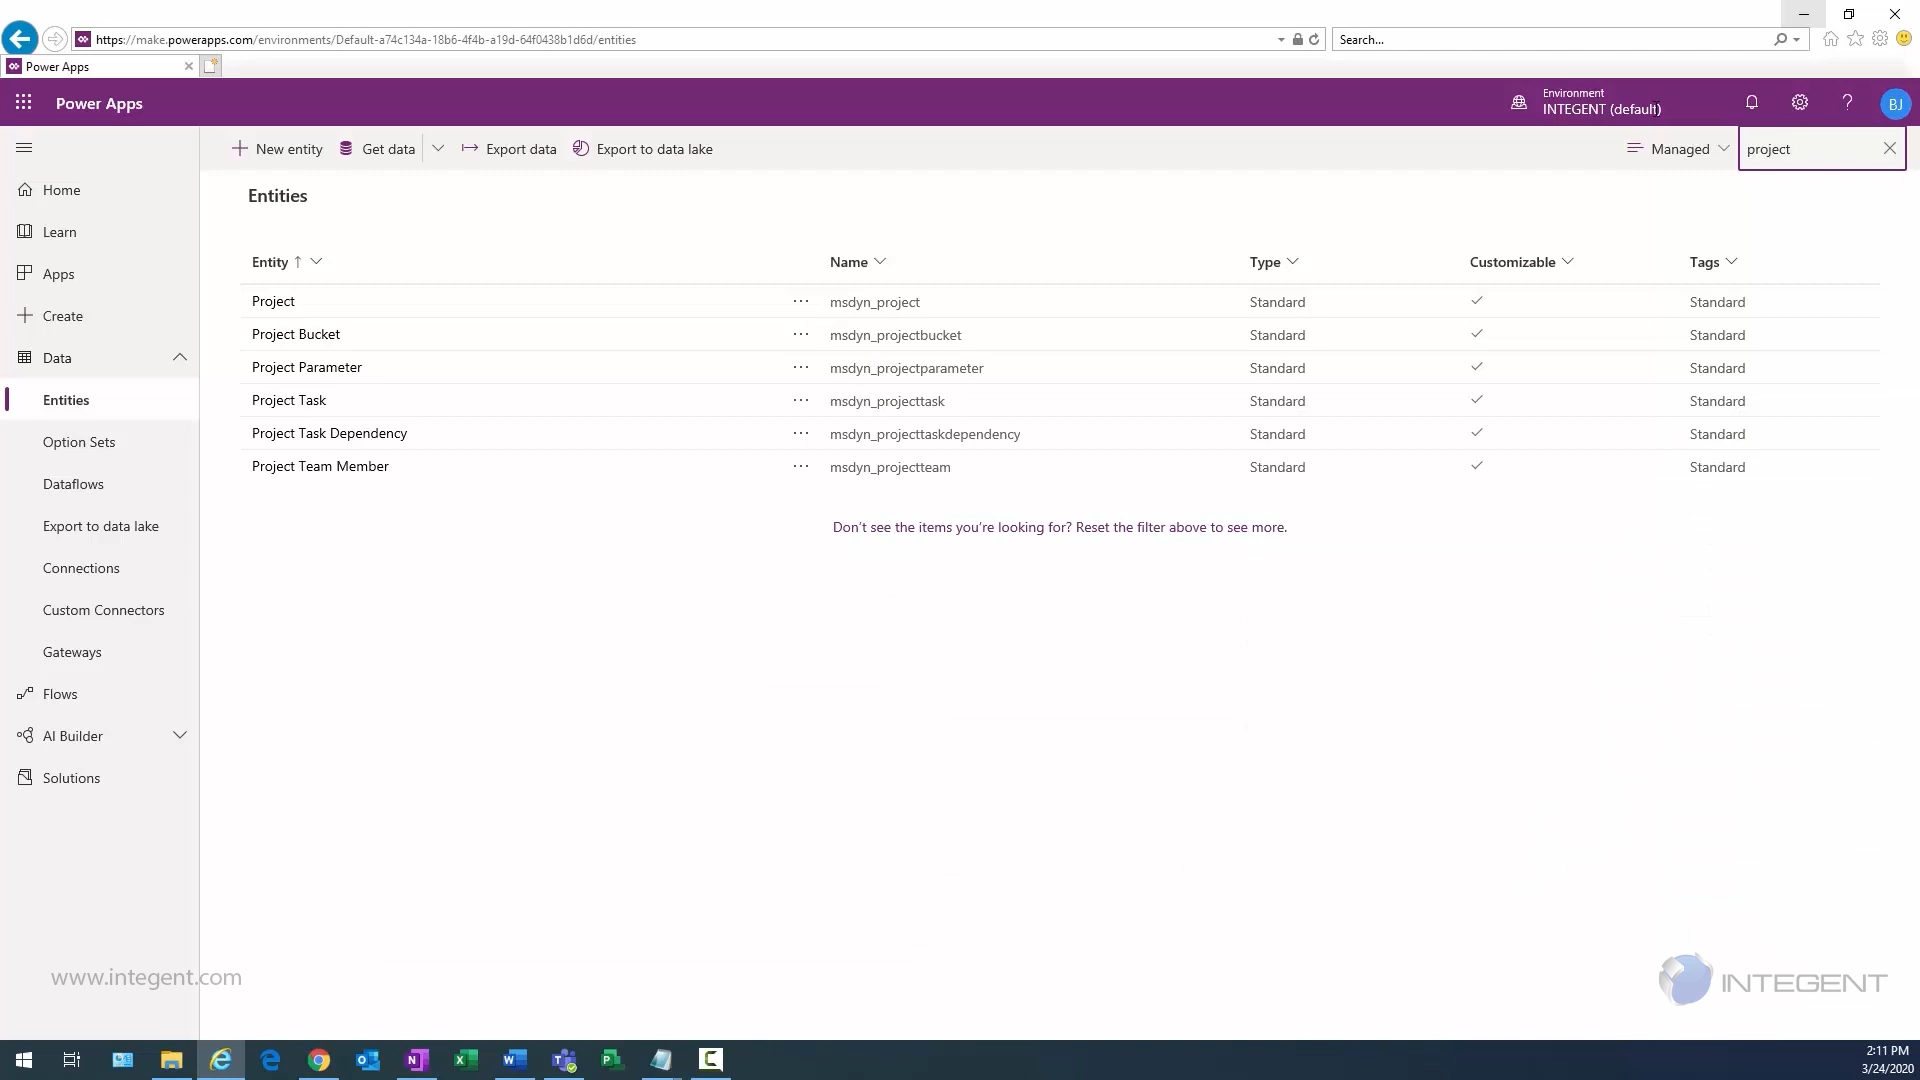 https://make.powerapps.com/environments/Default-a74c134a-18b6-4f4b-a19d-64f0438b1d6d/entities
Search...
Power Apps
Power Apps
Environment
INTEGENT (default)
BJ
New entity
Get data
Export data
Export to data lake
Managed
project
Home
Learn
Apps
Create
Data
Entities
Option Sets
Dataflows
Export to data lake
Connections
Custom Connectors
Gateways
Flows
AI Builder
Solutions
Entities
Entity Name Type Customizable Tags
Project msdyn_project Standard Standard
Project Bucket msdyn_projectbucket Standard Standard
Project Parameter msdyn_projectparameter Standard Standard
Project Task msdyn_projecttask Standard Standard
Project Task Dependency msdyn_projecttaskdependency Standard Standard
Project Team Member msdyn_projectteam Standard Standard
Don't see the items you're looking for? Reset the filter above to see more.
www.integent.com
INTEGENT
2:11 PM
3/24/2020